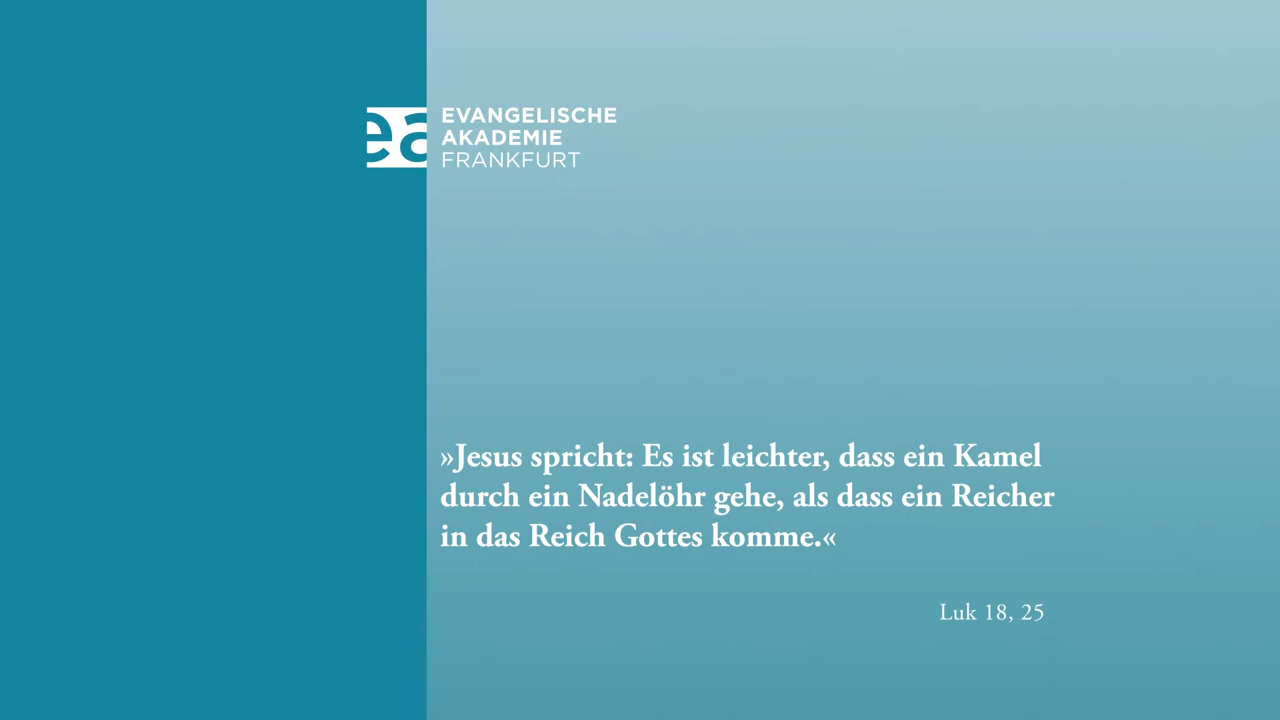 ea
EVANGELISCHE
AKADEMIE
FRANKFURT
»Jesus spricht: Es ist leichter, dass ein Kamel
durch ein Nadelöhr gehe, als dass ein Reicher
in das Reich Gottes komme.«
Luk 18, 25